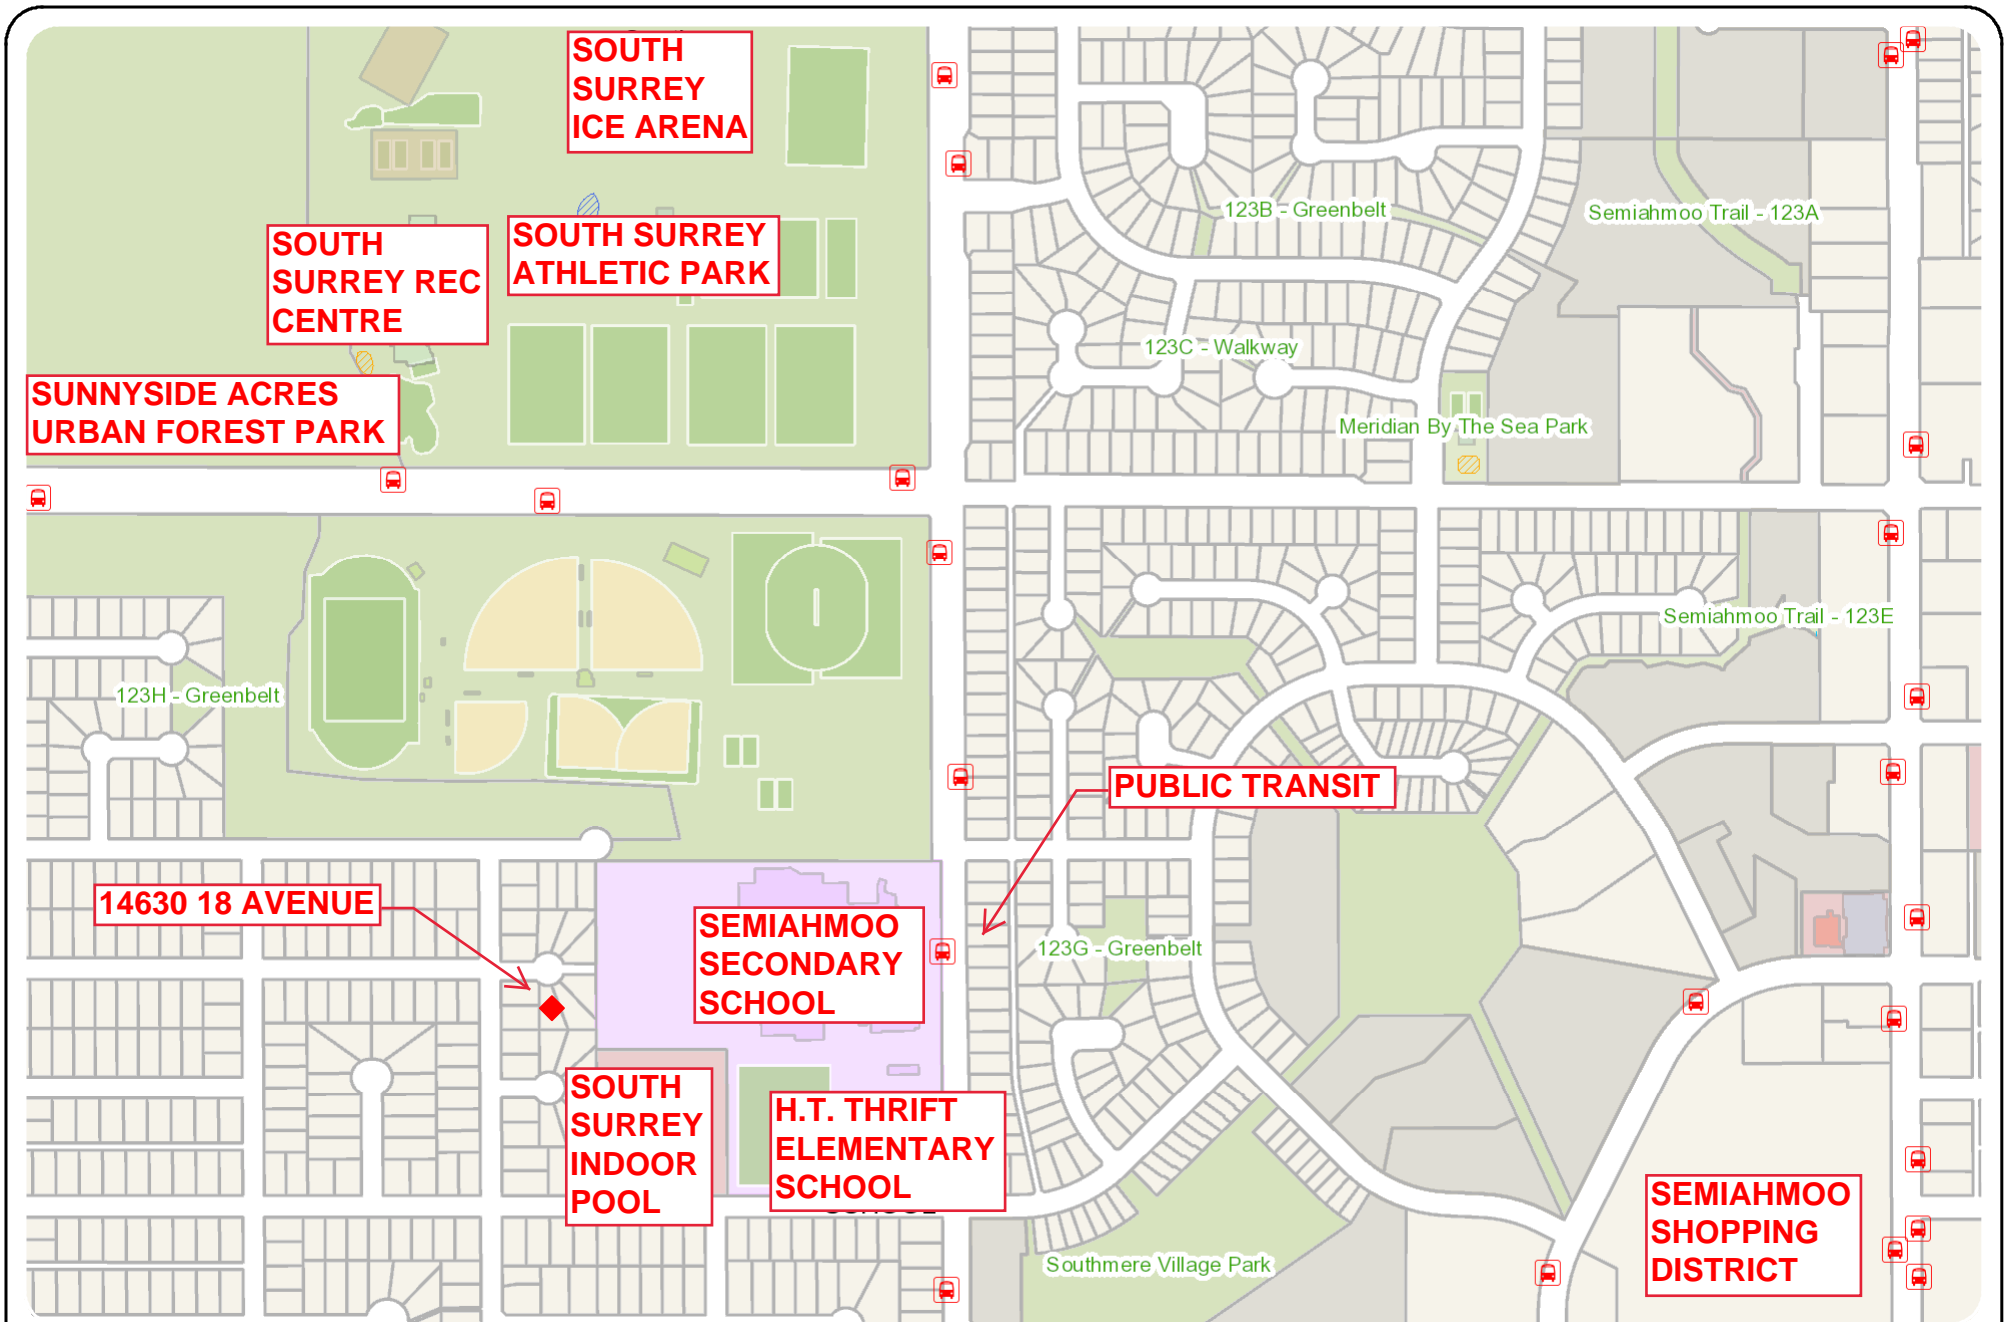 SOUTH
SURREY
ICE ARENA
123B - Greenbelt
Semiahmoo Trail - 123A
SOUTH
SURREY REC
CENTRE
SOUTH SURREY
ATHLETIC PARK
123C - Walkway
SUNNYSIDE ACRES
URBAN FOREST PARK
Meridian By The Sea Park
Semiahmoo Trail - 123E
123H - Greenbelt
PUBLIC TRANSIT
14630 18 AVENUE
SEMIAHMOO
SECONDARY
SCHOOL
123G - Greenbelt
SOUTH
SURREY
INDOOR
POOL
H.T. THRIFT
ELEMENTARY
SCHOOL
SEMIAHMOO
SHOPPING
DISTRICT
Southmere Village Park